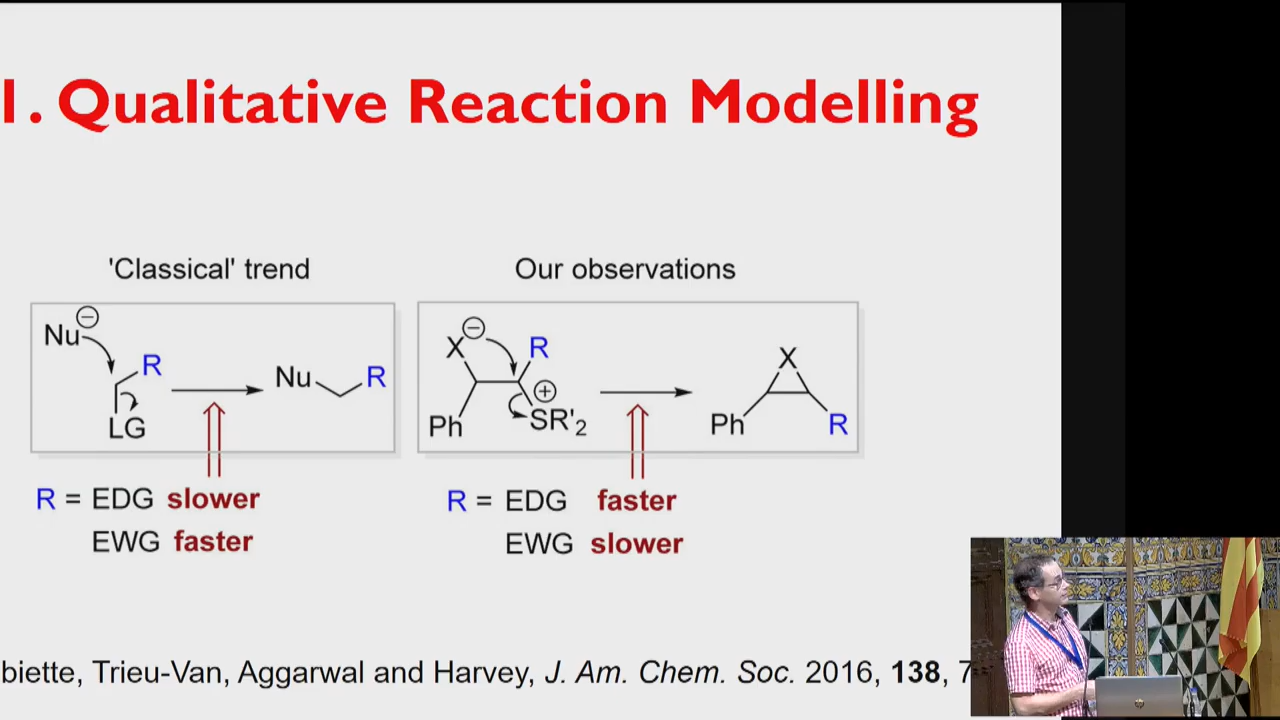 1. Qualitative Reaction Modelling
'Classical' trend
Our observations
Nu⊖
R
LG
Nu
R
X⊖
R
⊕
SR'2
Ph
X
Ph
R
R = EDG slower
EWG faster
R = EDG faster
EWG slower
biette, Trieu-Van, Aggarwal and Harvey, J. Am. Chem. Soc. 2016, 138, 7